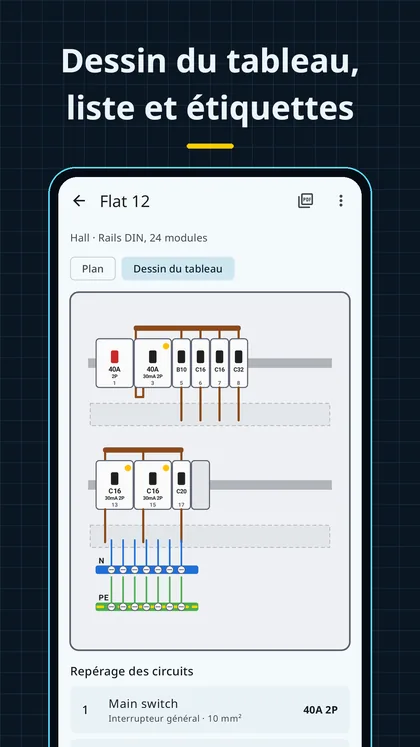 Dessin du tableau,
liste et étiquettes
Flat 12
PDF
Hall · Rails DIN, 24 modules
Plan
Dessin du tableau
40A
2P
1
40A
30mA 2P
3
B10
5
C16
6
C16
7
C32
8
C16
30mA 2P
13
C16
30mA 2P
15
C20
17
N
PE
Repérage des circuits
1
Main switch
40A 2P
Interrupteur général · 10 mm²